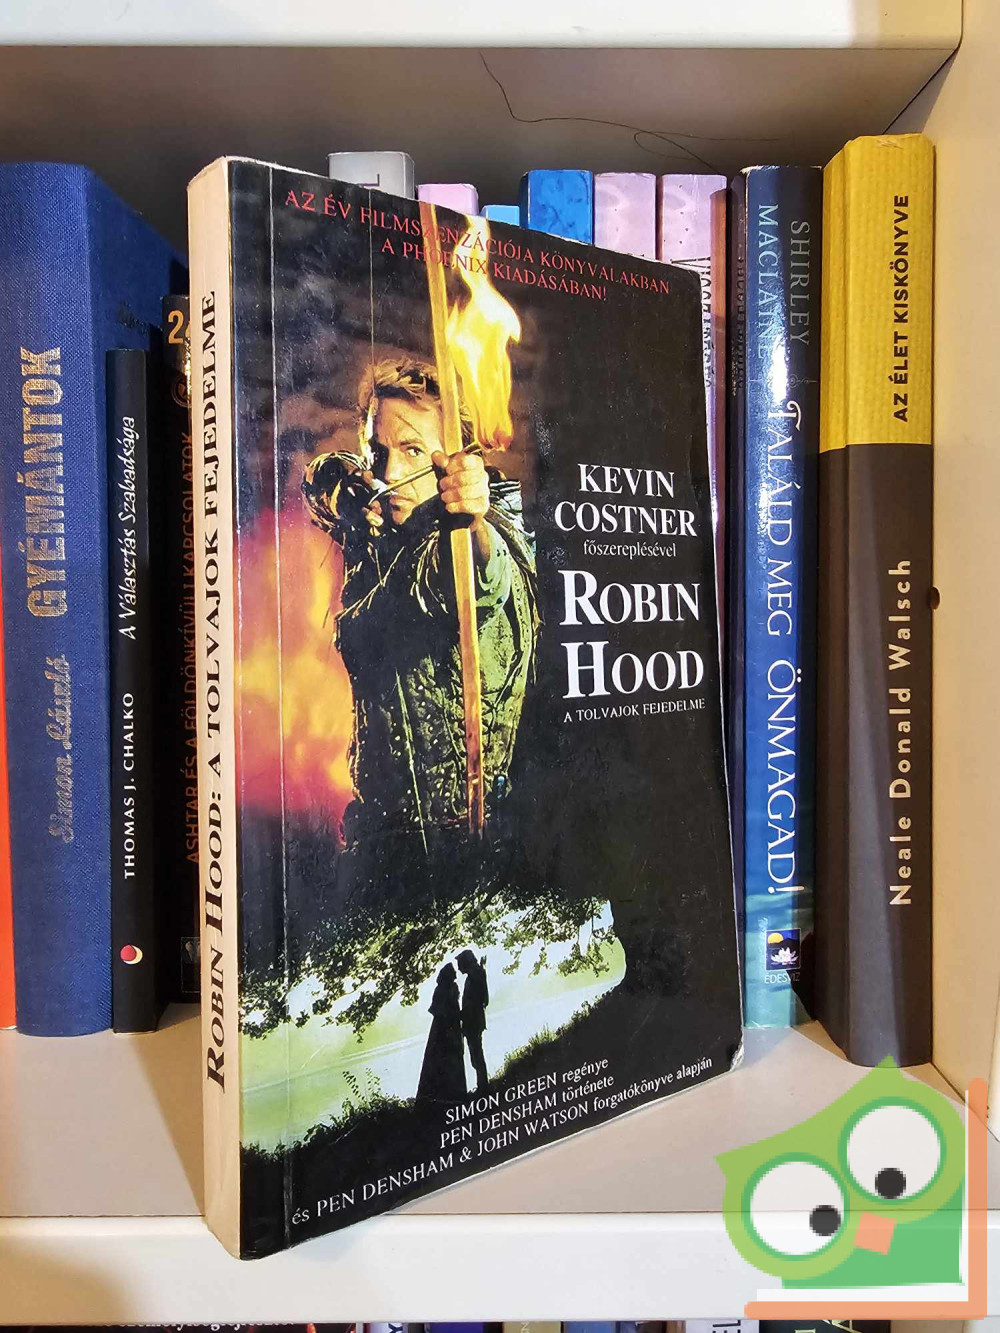 AZ ÉV FILMSZENZÁCIÓJA KÖNYVALAKBAN
A PHOENIX KIADÁSÁBAN!
KEVIN
COSTNER
főszereplésével
ROBIN
HOOD
A TOLVAJOK FEJEDELME
SIMON GREEN regénye
PEN DENSHAM története
és PEN DENSHAM & JOHN WATSON forgatókönyve alapján
ROBIN HOOD: A TOLVAJOK FEJEDELME
Simon László GYÉMÁNTOK
THOMAS J. CHALKO A Választás Szabadsága
ASHTAR ÉS A FÖLDÖNKÍVÜLI KAPCSOLATOK
SHIRLEY
MACLAINE
TALÁLD MEG ÖNMAGAD!
ÉDESVÍZ
Neale Donald Walsch AZ ÉLET KISKÖNYVE